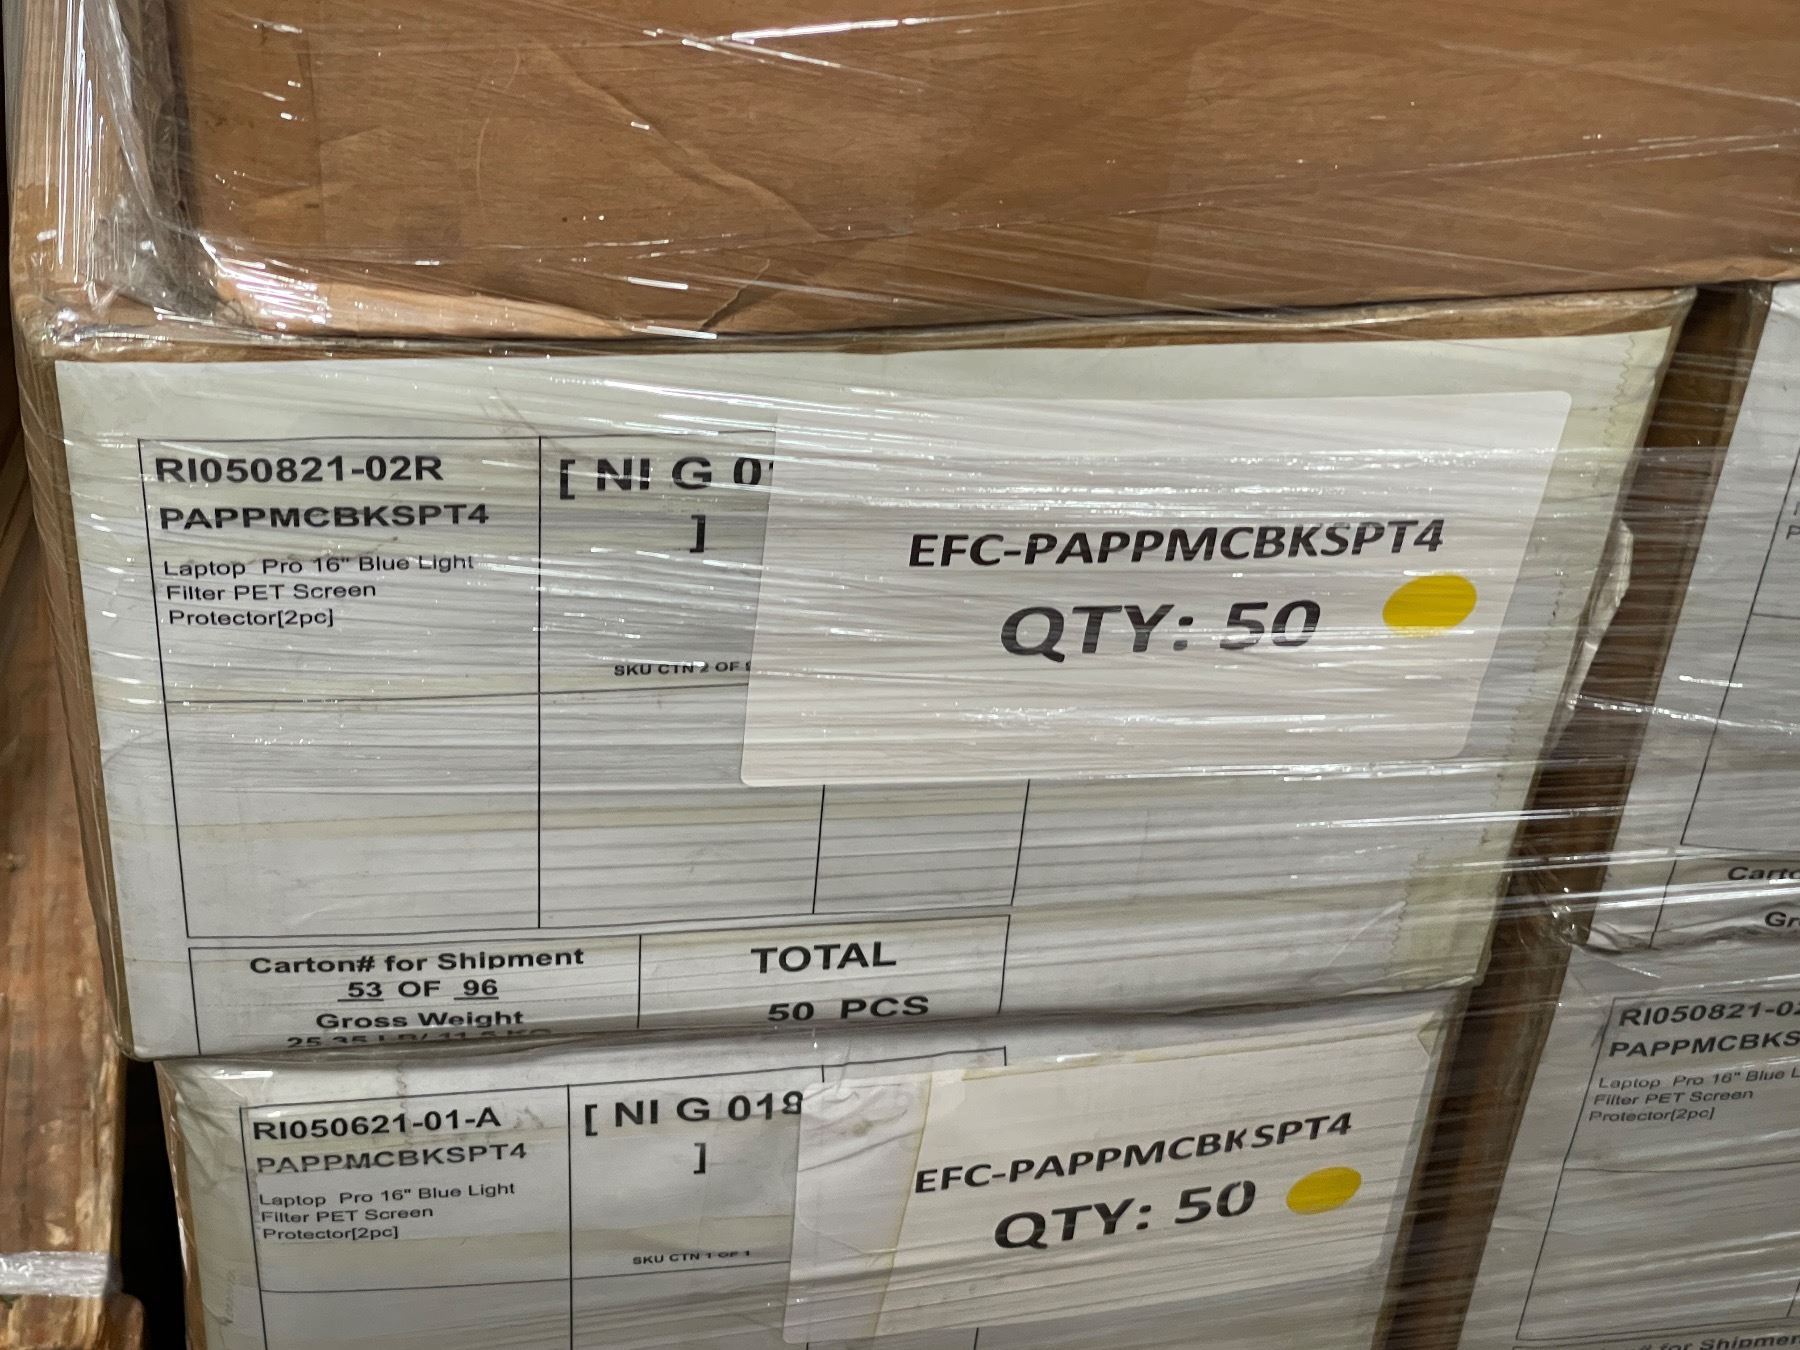 RI050821-02R
PAPPMCBKSPT4
Laptop Pro 16" Blue Light
Filter PET Screen
Protector[2pc]
[ NI G
]
SKU CTN 2 OF
EFC-PAPPMCBKSPT4
QTY: 50
Carton# for Shipment
53 OF 96
Gross Weight
TOTAL
50 PCS
RI050621-01-A
PAPPMCBKSPT4
Laptop Pro 16" Blue Light
Filter PET Screen
Protector[2pc]
[ NI G 019
]
SKU CTN 1 OF 1
EFC-PAPPMCBKSPT4
QTY: 50
RI050821-02
PAPPMCBKS
Laptop Pro 16" Blue L
Filter PET Screen
Protector[2pc]
for Shipmen